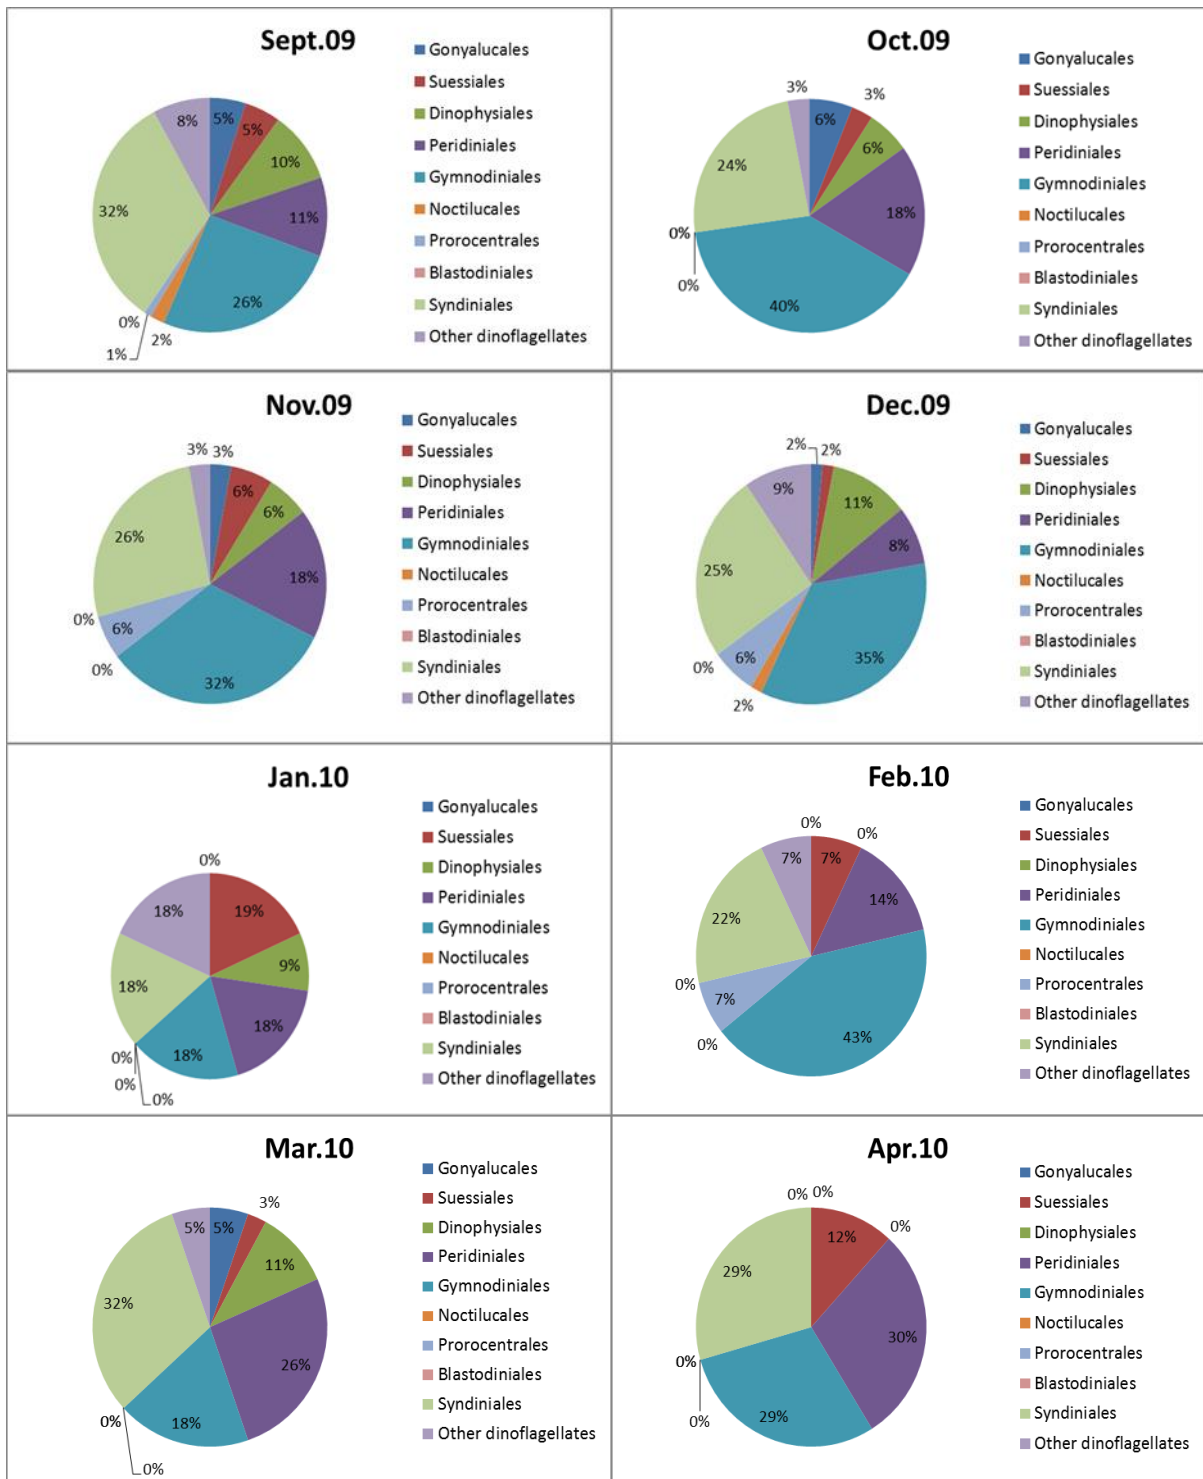 Sept.09
Gonyalucales
Suessiales
Dinophysiales
Peridiniales
Gymnodiniales
Noctilucales
Prorocentrales
Blastodiniales
Syndiniales
Other dinoflagellates
8%
5%
5%
10%
11%
26%
2%
1%
0%
32%
Oct.09
Gonyalucales
Suessiales
Dinophysiales
Peridiniales
Gymnodiniales
Noctilucales
Prorocentrales
Blastodiniales
Syndiniales
Other dinoflagellates
3%
6%
3%
6%
18%
40%
0%
0%
24%
Nov.09
Gonyalucales
Suessiales
Dinophysiales
Peridiniales
Gymnodiniales
Noctilucales
Prorocentrales
Blastodiniales
Syndiniales
Other dinoflagellates
3%
3%
6%
6%
18%
32%
0%
6%
0%
26%
Dec.09
Gonyalucales
Suessiales
Dinophysiales
Peridiniales
Gymnodiniales
Noctilucales
Prorocentrales
Blastodiniales
Syndiniales
Other dinoflagellates
2%
2%
9%
11%
8%
35%
2%
6%
0%
25%
Jan.10
Gonyalucales
Suessiales
Dinophysiales
Peridiniales
Gymnodiniales
Noctilucales
Prorocentrales
Blastodiniales
Syndiniales
Other dinoflagellates
0%
18%
19%
9%
18%
18%
0%
0%
0%
18%
Feb.10
Gonyalucales
Suessiales
Dinophysiales
Peridiniales
Gymnodiniales
Noctilucales
Prorocentrales
Blastodiniales
Syndiniales
Other dinoflagellates
0%
0%
7%
7%
14%
43%
0%
7%
0%
22%
Mar.10
Gonyalucales
Suessiales
Dinophysiales
Peridiniales
Gymnodiniales
Noctilucales
Prorocentrales
Blastodiniales
Syndiniales
Other dinoflagellates
5%
5%
3%
11%
26%
18%
0%
0%
32%
Apr.10
Gonyalucales
Suessiales
Dinophysiales
Peridiniales
Gymnodiniales
Noctilucales
Prorocentrales
Blastodiniales
Syndiniales
Other dinoflagellates
0%
0%
12%
0%
30%
29%
0%
0%
29%